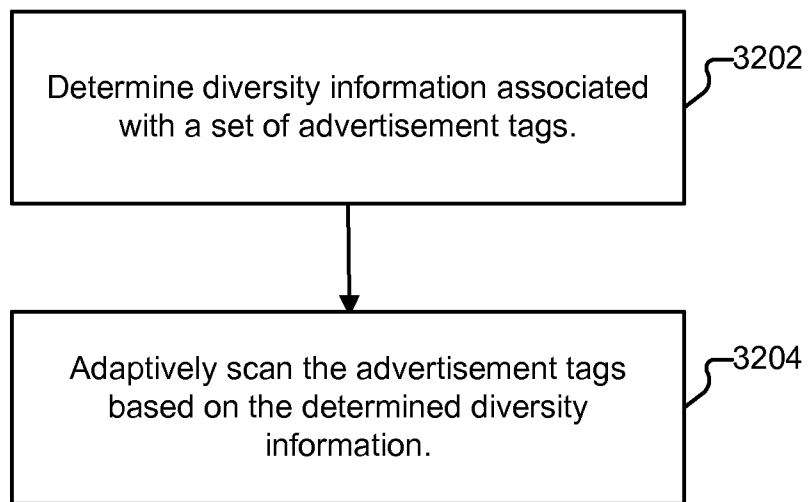 Determine diversity information associated
with a set of advertisement tags.
3202
Adaptively scan the advertisement tags
based on the determined diversity
information.
3204